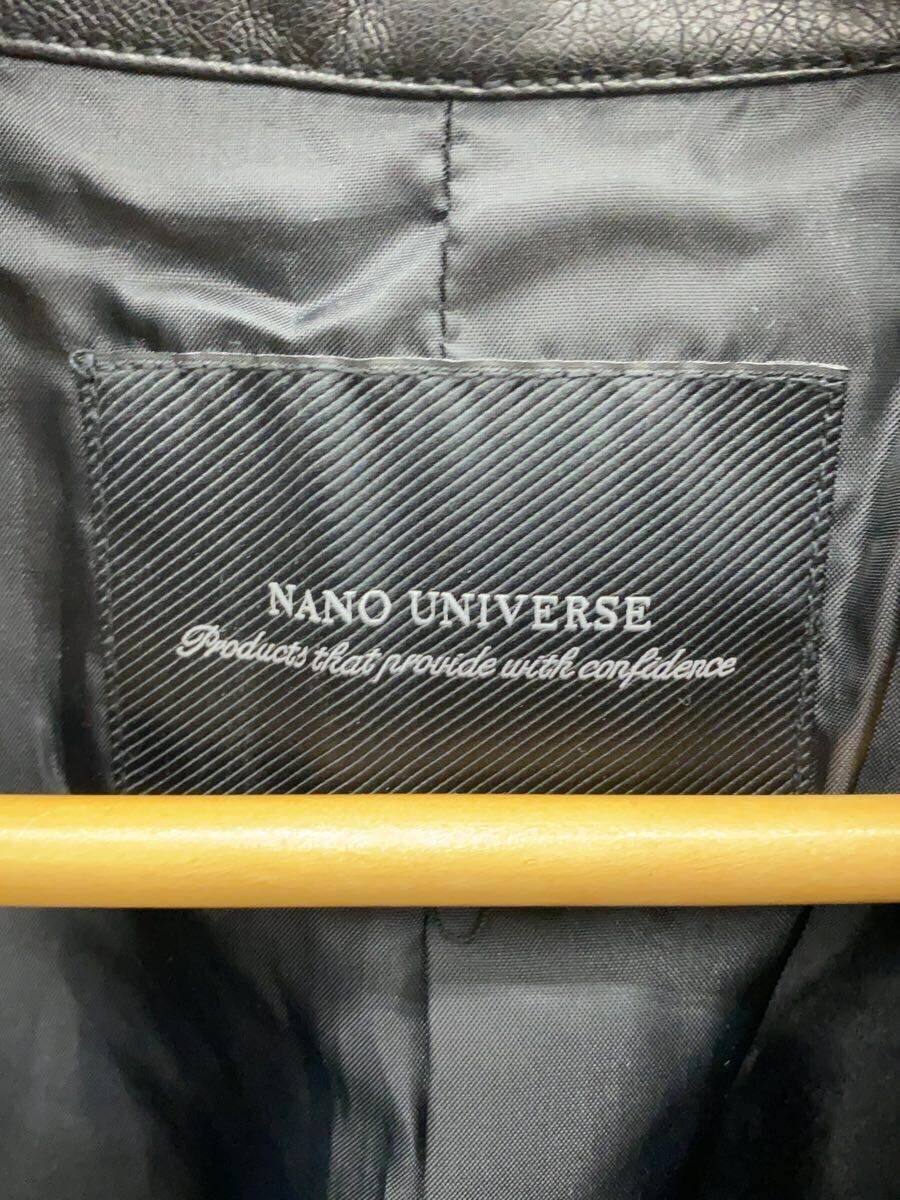 NANO UNIVERSE
Products that provide with confidence